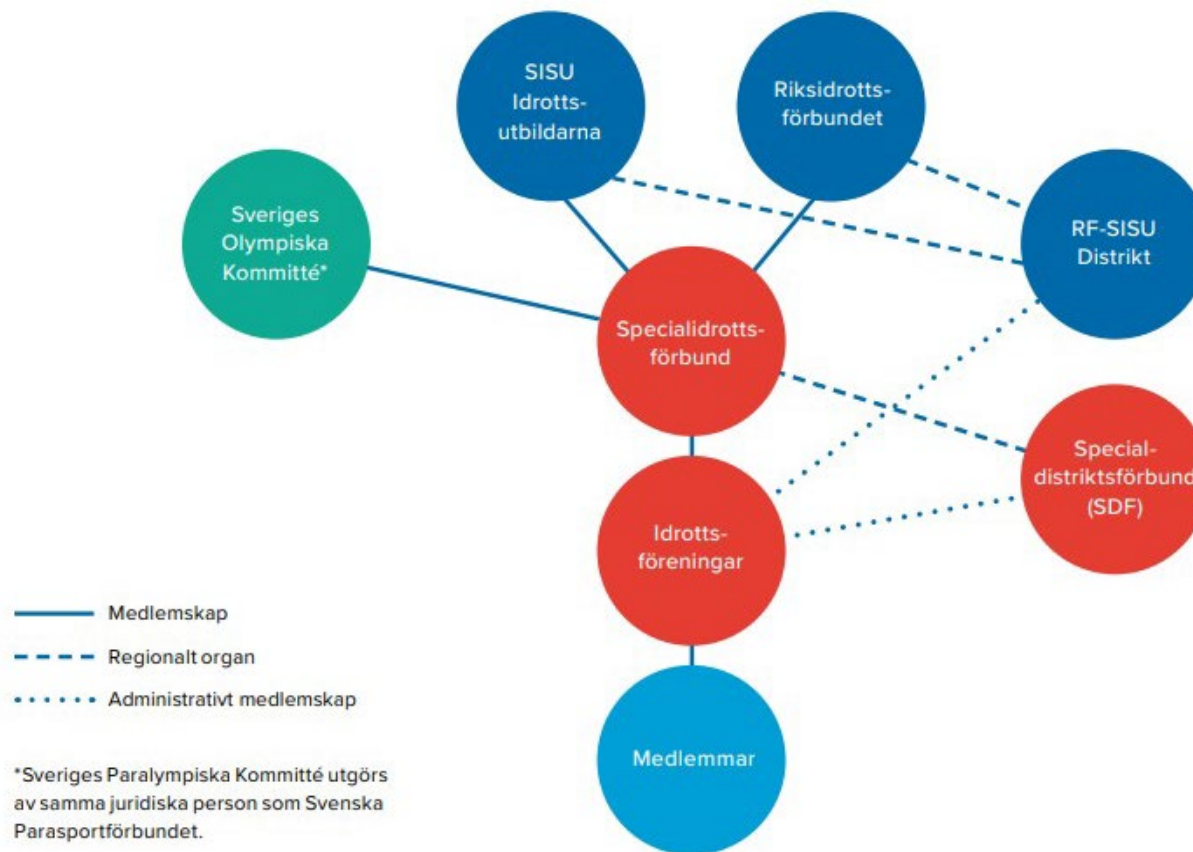 SISU
Idrotts-
utbildarna
Riksidrotts-
förbundet
Sveriges
Olympiska
Kommitté*
RF-SISU
Distrikt
Specialidrotts-
förbund
Special-
distriktsförbund
(SDF)
Idrotts-
föreningar
Medlemmar
Medlemskap
Regionalt organ
Administrativt medlemskap
*Sveriges Paralympiska Kommitté utgörs
av samma juridiska person som Svenska
Parasportförbundet.